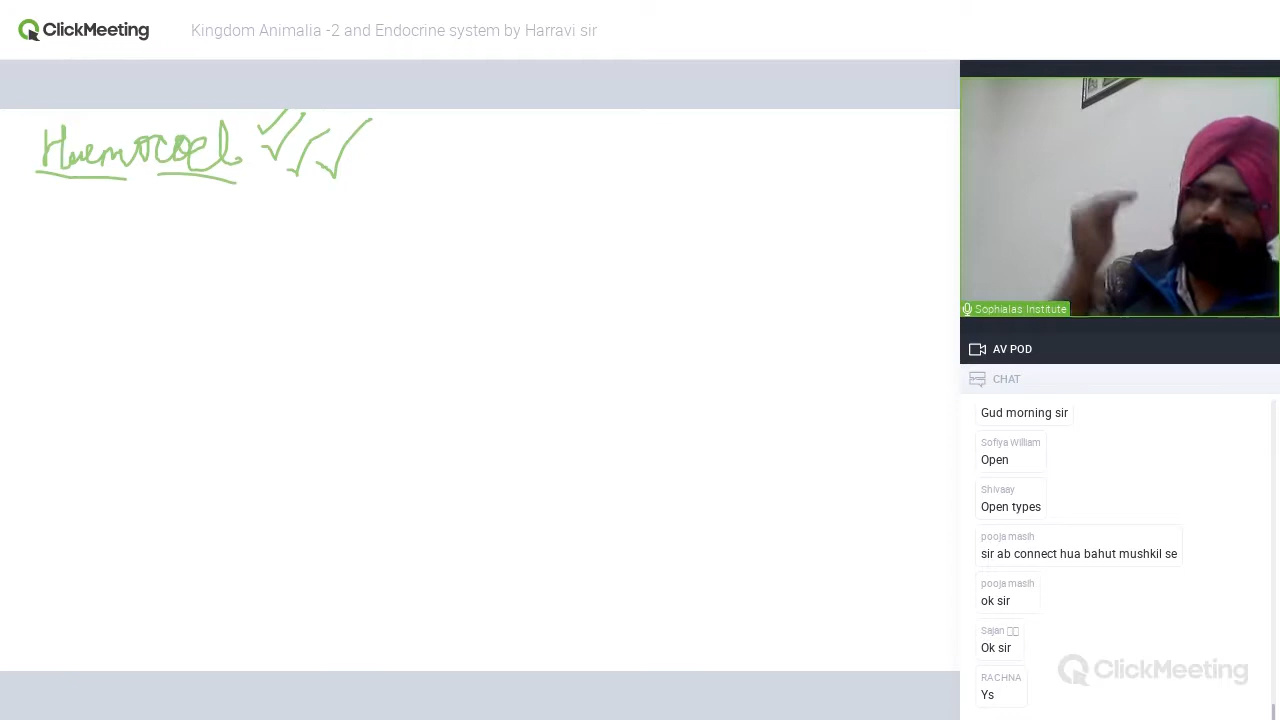 ClickMeeting
Kingdom Animalia -2 and Endocrine system by Harravi sir
Haemocoel
Sophialas Institute
AV POD
CHAT
Gud morning sir
Sofiya William
Open
Shivaay
Open types
pooja masih
sir ab connect hua bahut mushkil se
pooja masih
ok sir
Sajan
Ok sir
ClickMeeting
RACHNA
Ys